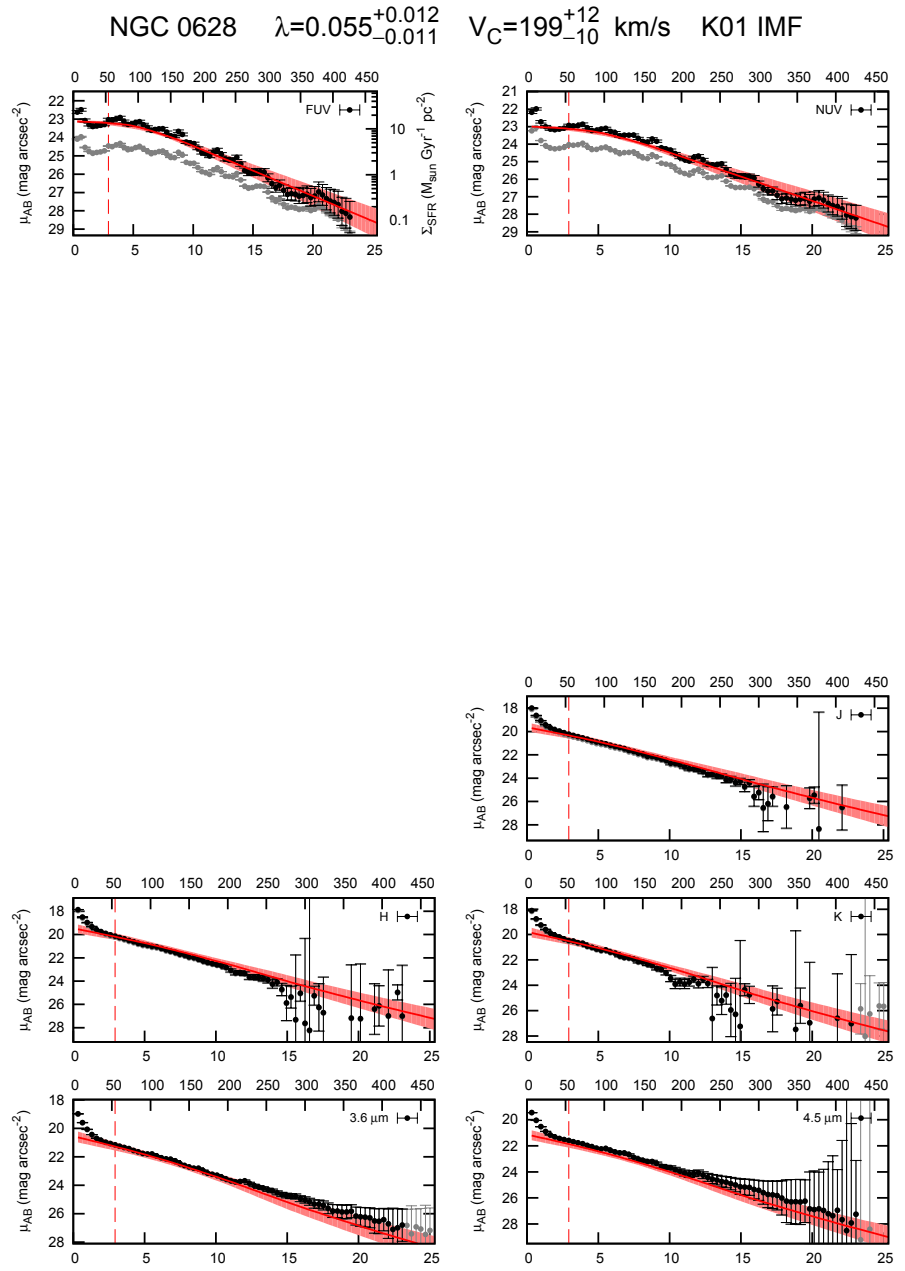 NGC 0628 λ=0.055+0.012−0.011 VC=199+12−10 km/s K01 IMF
0 50 100 150 200 250 300 350 400 450
22 23 24 25 26 27 28 29
μAB (mag arcsec-2)
FUV
10 1 0.1
ΣSFR (Msun Gyr-1 pc-2)
0 5 10 15 20 25
0 50 100 150 200 250 300 350 400 450
21 22 23 24 25 26 27 28 29
μAB (mag arcsec-2)
NUV
0 5 10 15 20 25
0 50 100 150 200 250 300 350 400 450
18 20 22 24 26 28
μAB (mag arcsec-2)
J
0 5 10 15 20 25
0 50 100 150 200 250 300 350 400 450
18 20 22 24 26 28
μAB (mag arcsec-2)
H
0 5 10 15 20 25
0 50 100 150 200 250 300 350 400 450
18 20 22 24 26 28
μAB (mag arcsec-2)
K
0 5 10 15 20 25
0 50 100 150 200 250 300 350 400 450
18 20 22 24 26 28
μAB (mag arcsec-2)
3.6 μm
0 5 10 15 20 25
0 50 100 150 200 250 300 350 400 450
20 22 24 26 28
μAB (mag arcsec-2)
4.5 μm
0 5 10 15 20 25